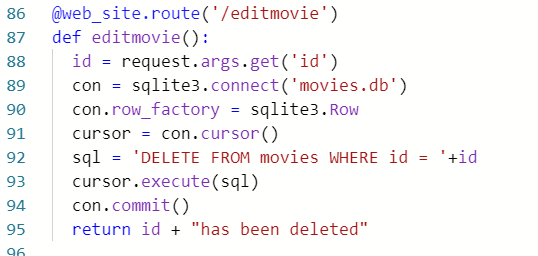 86 @web_site.route('/editmovie')
87 def editmovie():
88   id = request.args.get('id')
89   con = sqlite3.connect('movies.db')
90   con.row_factory = sqlite3.Row
91   cursor = con.cursor()
92   sql = 'DELETE FROM movies WHERE id = '+id
93   cursor.execute(sql)
94   con.commit()
95   return id + "has been deleted"
96